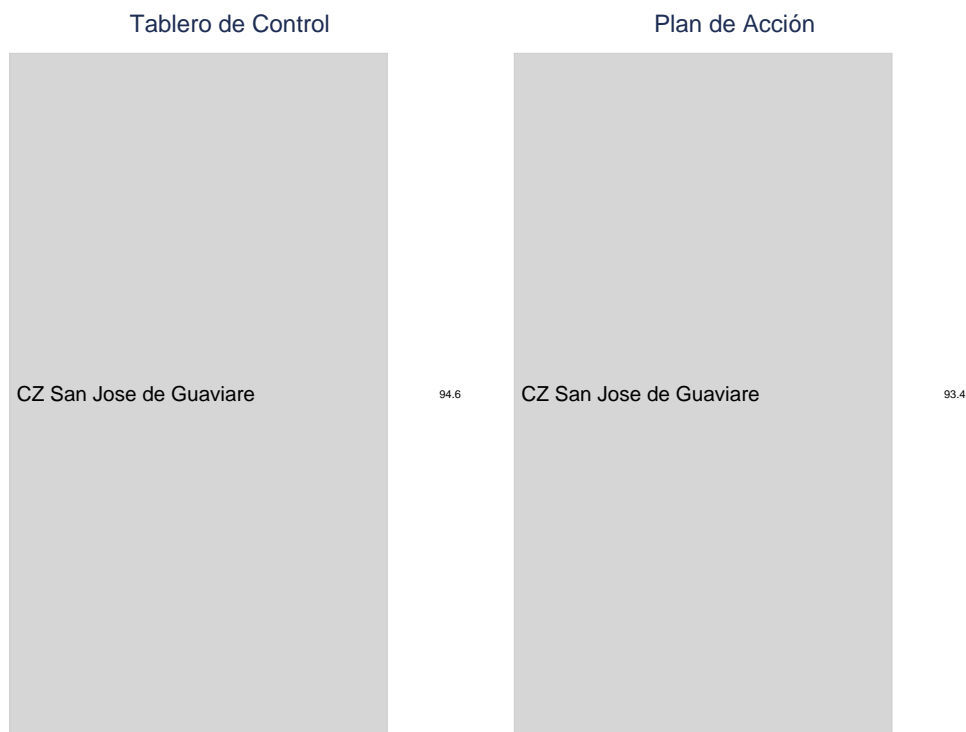 Tablero de Control
Plan de Acción
CZ San Jose de Guaviare
94.6
CZ San Jose de Guaviare
93.4